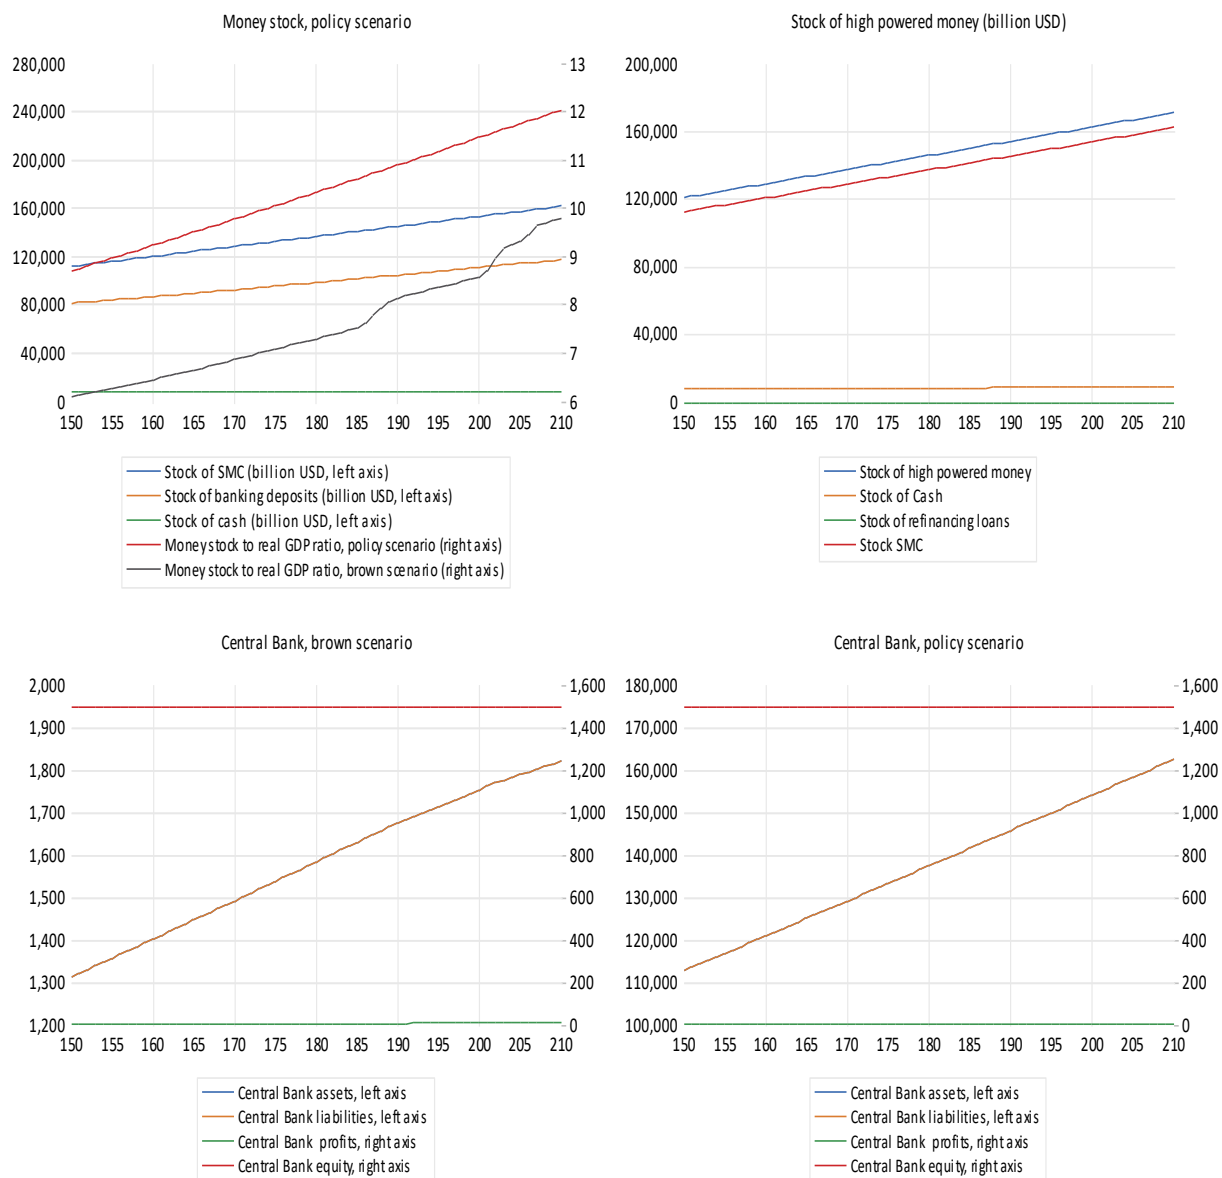 Money stock, policy scenario
280,000
240,000
200,000
160,000
120,000
80,000
40,000
0
13
12
11
10
9
8
7
6
150 155 160 165 170 175 180 185 190 195 200 205 210
Stock of SMC (billion USD, left axis)
Stock of banking deposits (billion USD, left axis)
Stock of cash (billion USD, left axis)
Money stock to real GDP ratio, policy scenario (right axis)
Money stock to real GDP ratio, brown scenario (right axis)
Stock of high powered money (billion USD)
200,000
160,000
120,000
80,000
40,000
0
150 155 160 165 170 175 180 185 190 195 200 205 210
Stock of high powered money
Stock of Cash
Stock of refinancing loans
Stock SMC
Central Bank, brown scenario
2,000
1,900
1,800
1,700
1,600
1,500
1,400
1,300
1,200
1,600
1,400
1,200
1,000
800
600
400
200
0
150 155 160 165 170 175 180 185 190 195 200 205 210
Central Bank assets, left axis
Central Bank liabilities, left axis
Central Bank profits, right axis
Central Bank equity, right axis
Central Bank, policy scenario
180,000
170,000
160,000
150,000
140,000
130,000
120,000
110,000
100,000
1,600
1,400
1,200
1,000
800
600
400
200
0
150 155 160 165 170 175 180 185 190 195 200 205 210
Central Bank assets, left axis
Central Bank liabilities, left axis
Central Bank profits, right axis
Central Bank equity, right axis